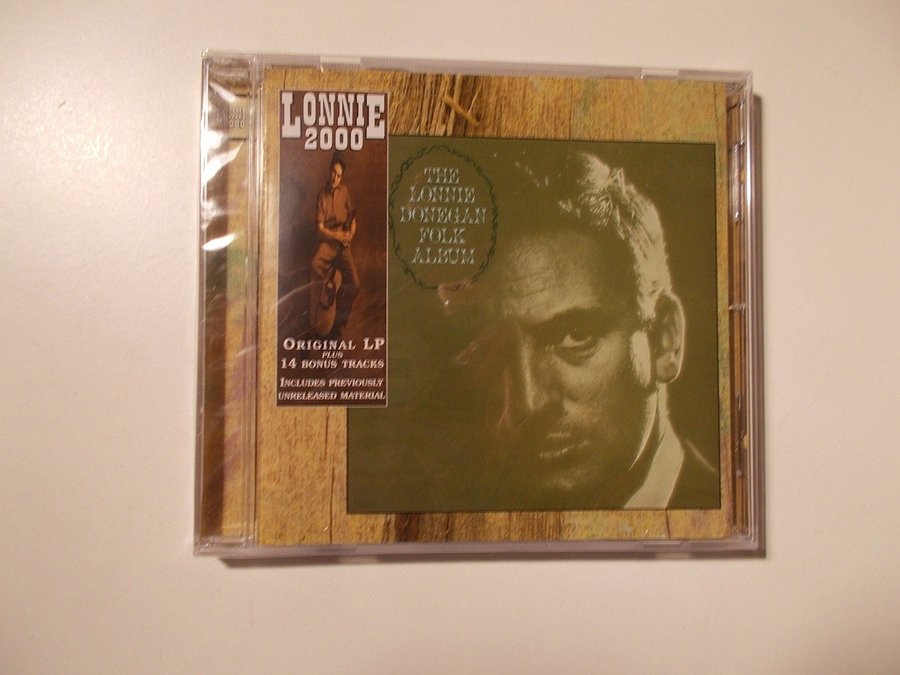 LONNIE
2000
THE
LONNIE
DONEGAN
FOLK
ALBUM
ORIGINAL LP
PLUS
14 BONUS TRACKS
INCLUDES PREVIOUSLY
UNRELEASED MATERIAL